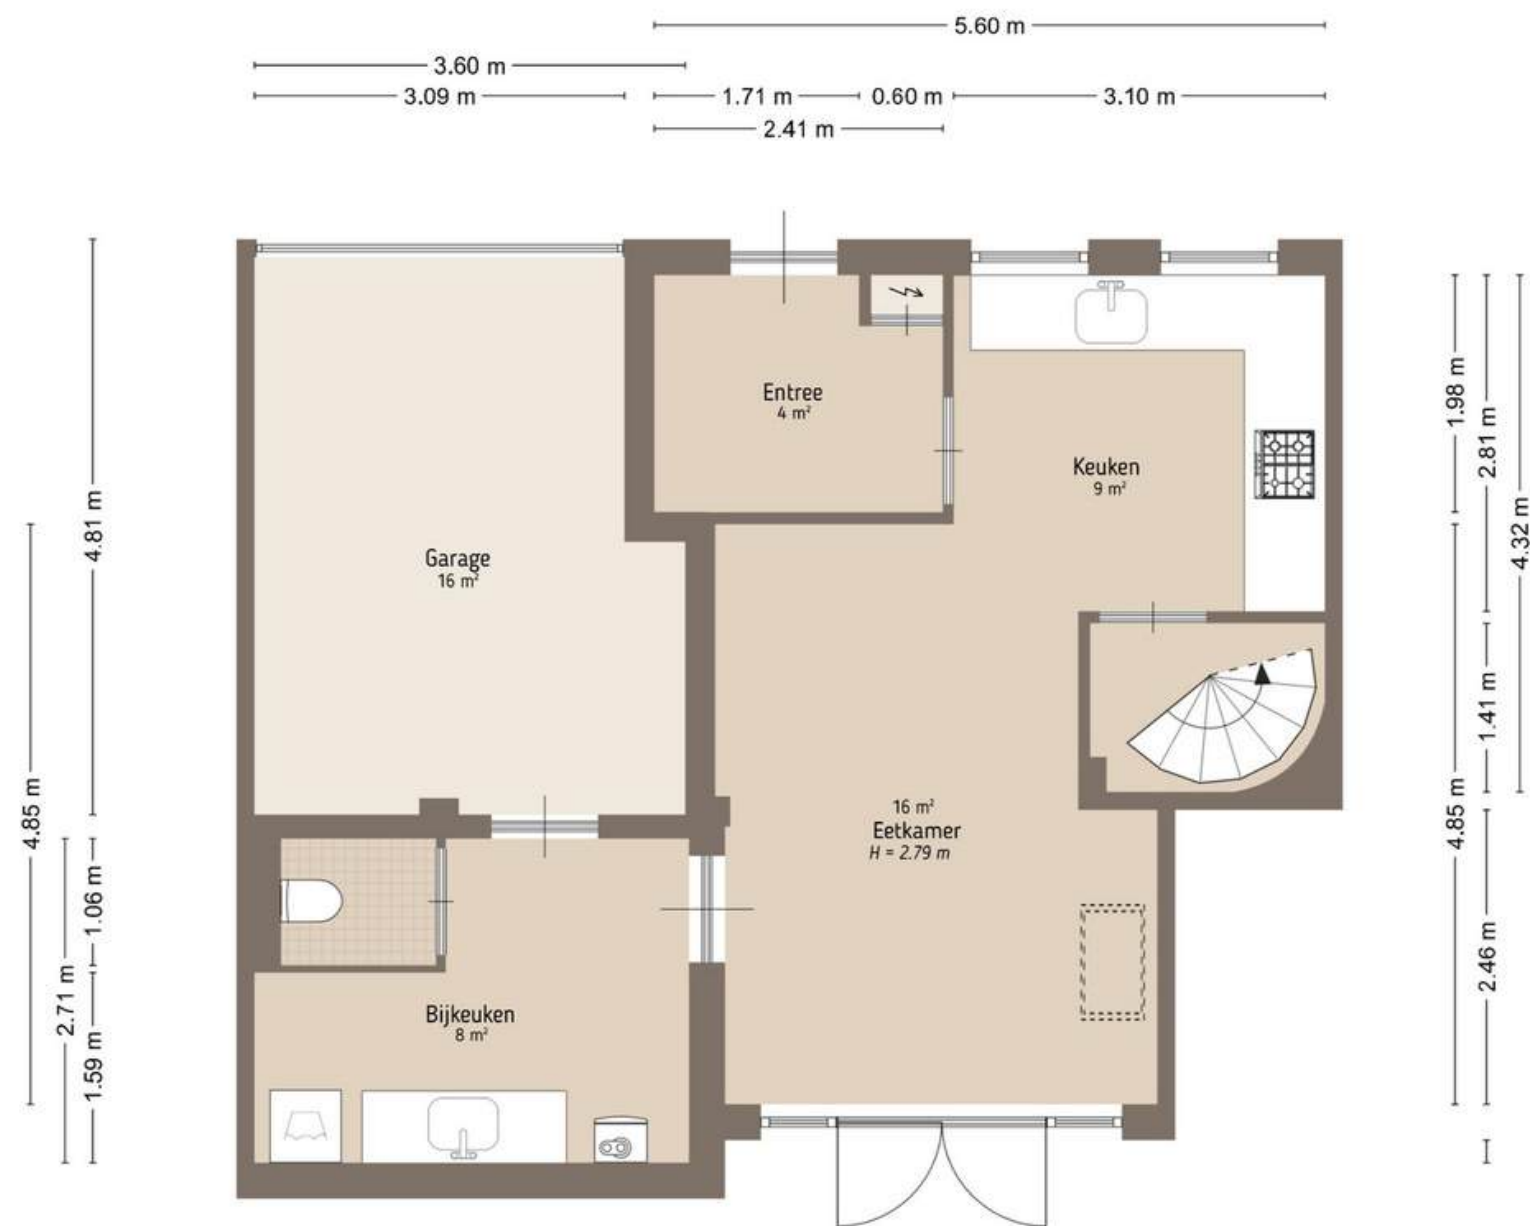 5.60 m
3.60 m
3.09 m
1.71 m
0.60 m
3.10 m
2.41 m
Entree
4 m²
1.98 m
2.81 m
4.32 m
Keuken
9 m²
4.81 m
Garage
16 m²
1.41 m
4.85 m
4.85 m
16 m²
Eetkamer
H = 2.79 m
1.06 m
2.71 m
2.46 m
Bijkeuken
8 m²
1.59 m